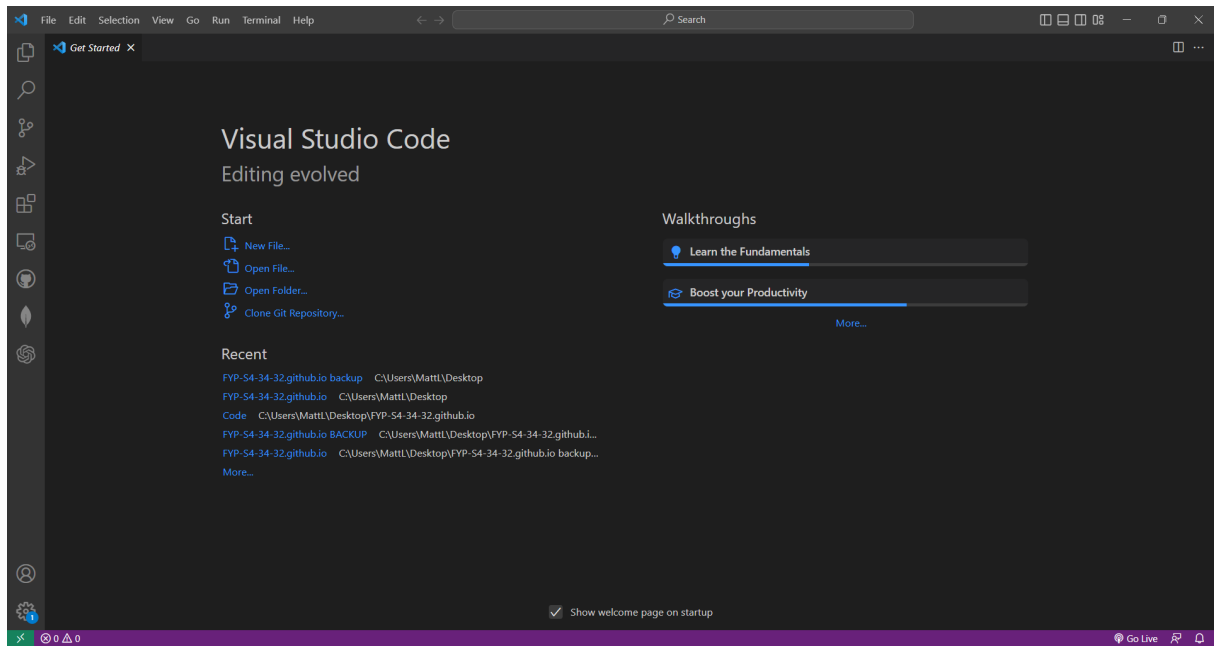 File Edit Selection View Go Run Terminal Help Search
Get Started
Visual Studio Code
Editing evolved
Start
New File...
Open File...
Open Folder...
Clone Git Repository...
Recent
FYP-S4-34-32.github.io backup C:\Users\MattL\Desktop
FYP-S4-34-32.github.io C:\Users\MattL\Desktop
Code C:\Users\MattL\Desktop\FYP-S4-34-32.github.io
FYP-S4-34-32.github.io BACKUP C:\Users\MattL\Desktop\FYP-S4-34-32.github.i...
FYP-S4-34-32.github.io C:\Users\MattL\Desktop\FYP-S4-34-32.github.io backup...
More...
Walkthroughs
Learn the Fundamentals
Boost your Productivity
More...
Show welcome page on startup
1
0 0 Go Live